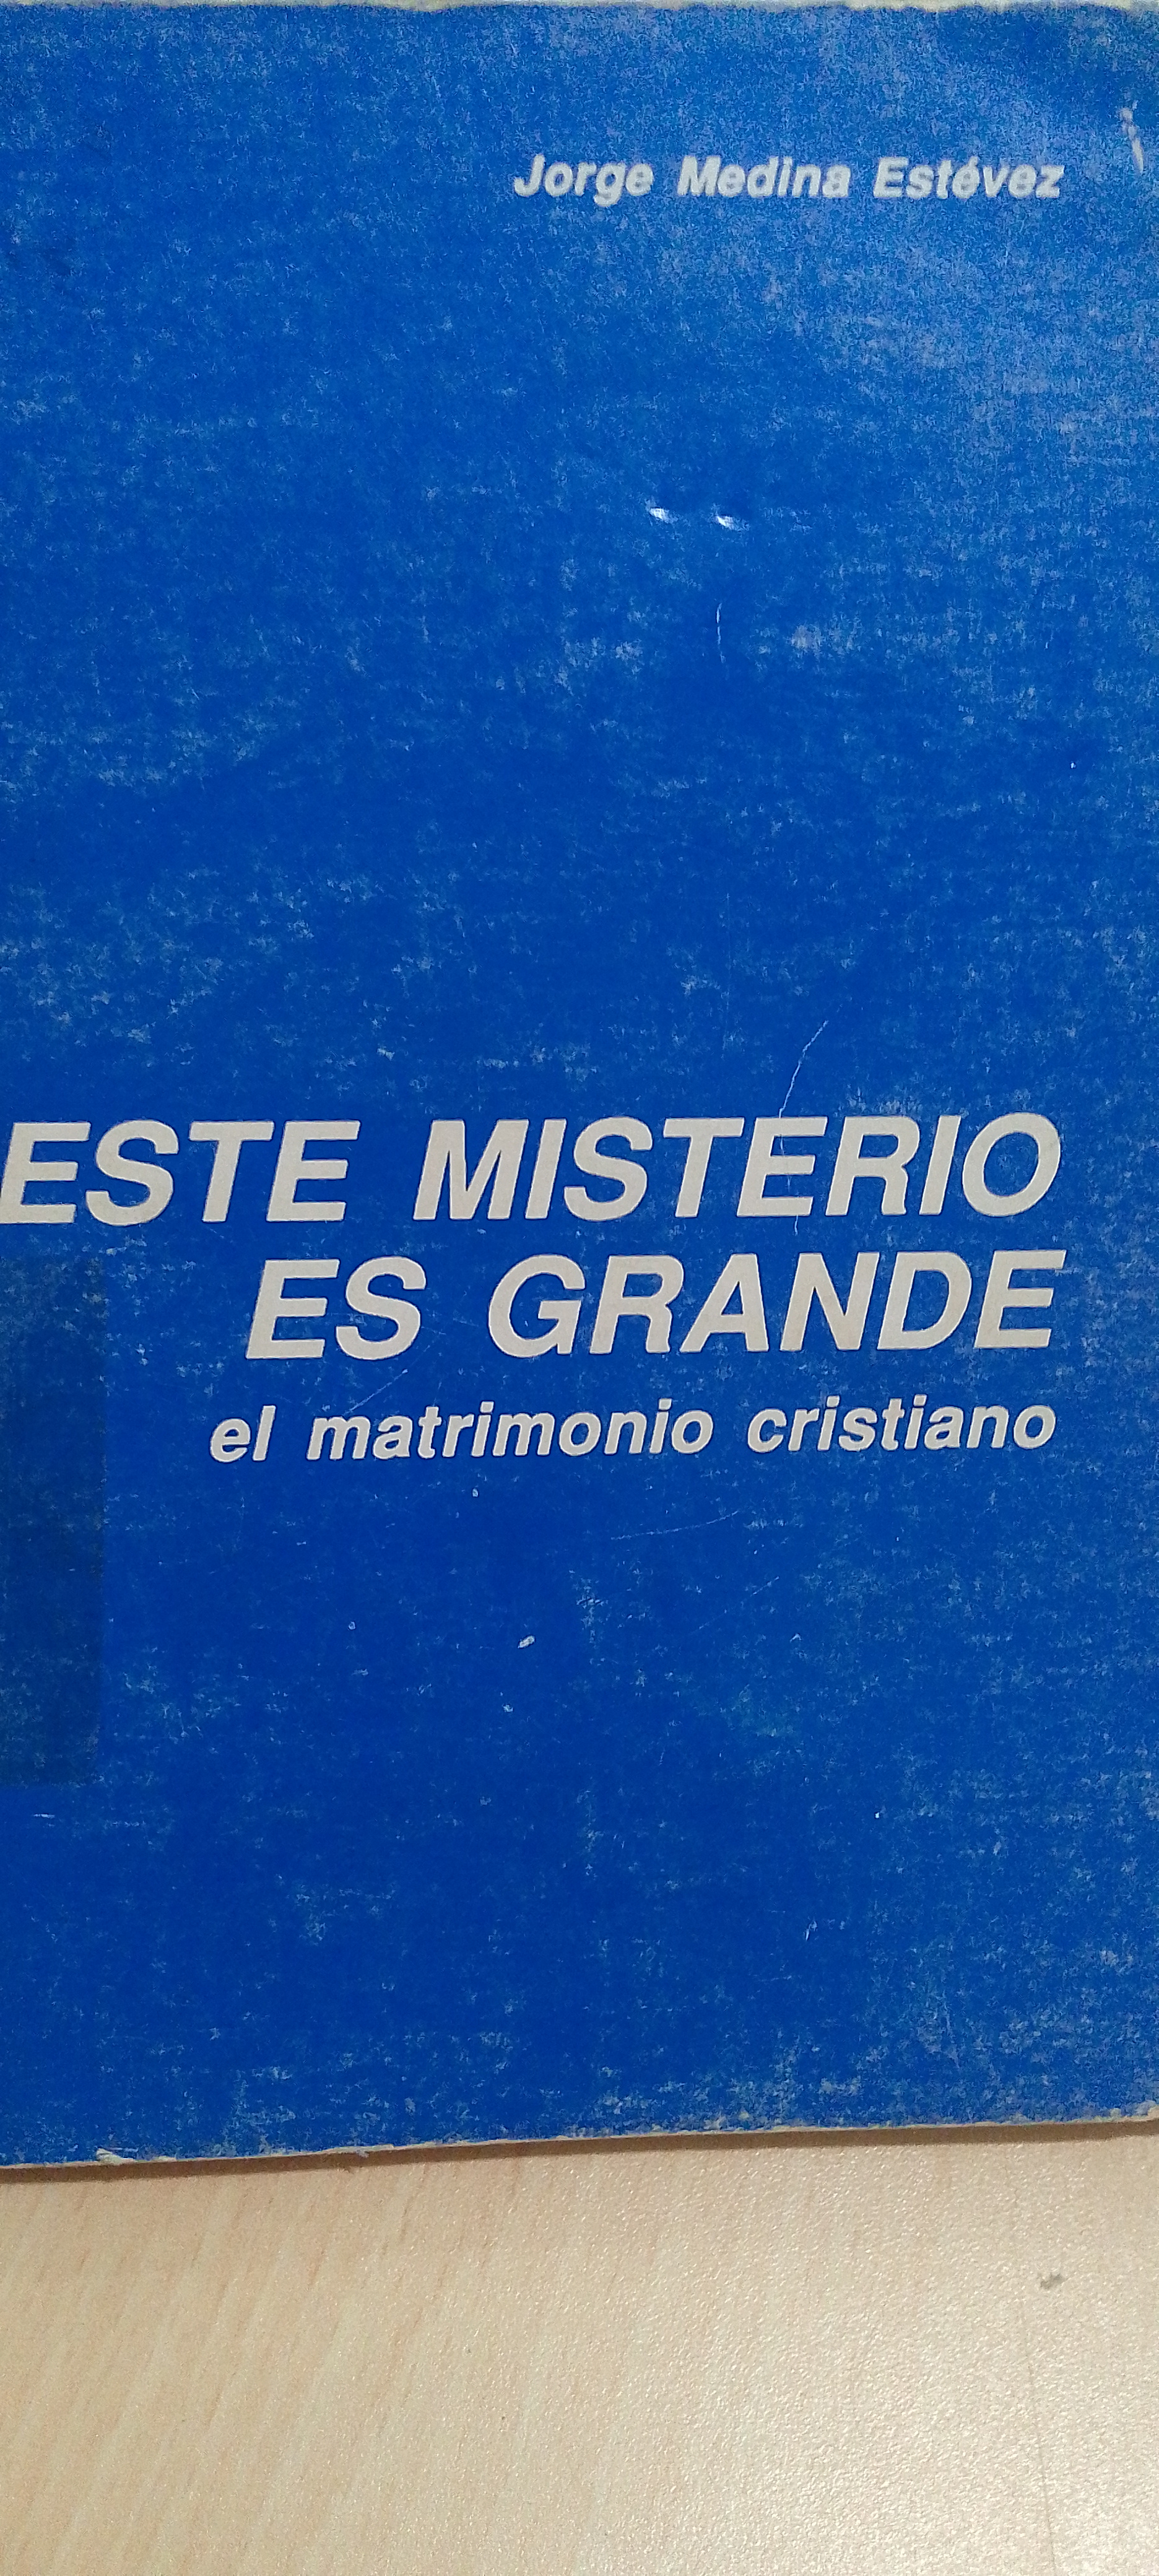 Jorge Medina Estévez
ESTE MISTERIO
ES GRANDE
el matrimonio cristiano